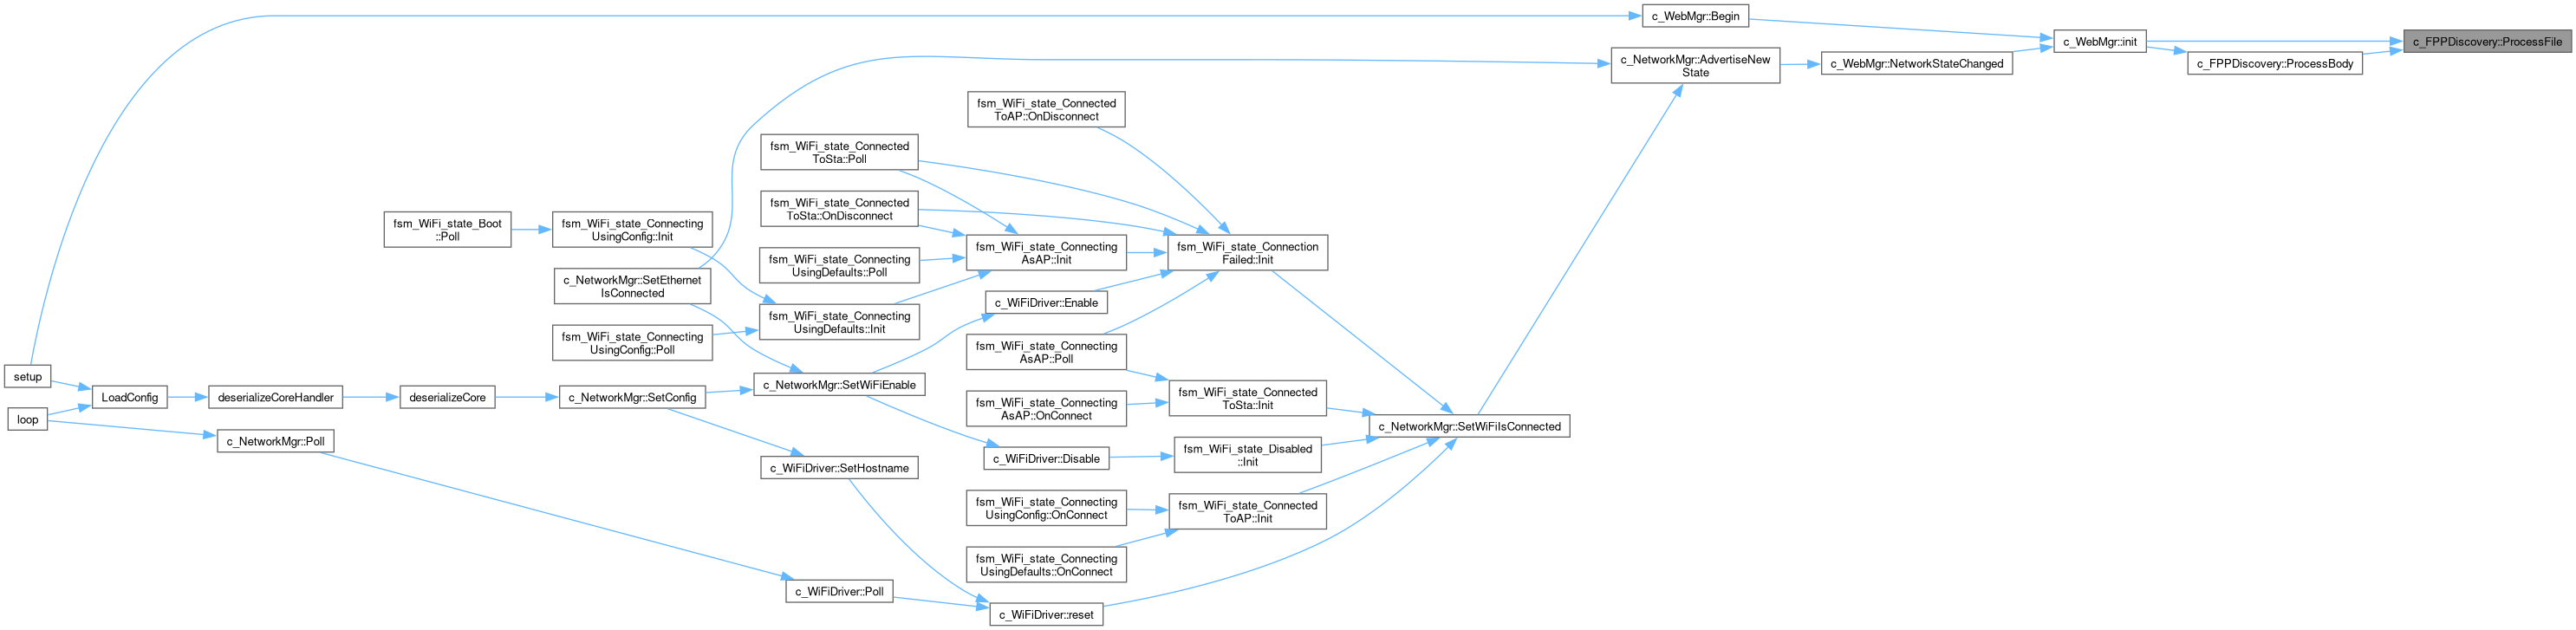 c_WebMgr::Begin
c_WebMgr::init
c_FPPDiscovery::ProcessFile
c_NetworkMgr::AdvertiseNew
State
c_WebMgr::NetworkStateChanged
c_FPPDiscovery::ProcessBody
fsm_WiFi_state_Connected
ToAP::OnDisconnect
fsm_WiFi_state_Connected
ToSta::Poll
fsm_WiFi_state_Connected
ToSta::OnDisconnect
fsm_WiFi_state_Boot
::Poll
fsm_WiFi_state_Connecting
UsingConfig::Init
fsm_WiFi_state_Connecting
AsAP::Init
fsm_WiFi_state_Connection
Failed::Init
fsm_WiFi_state_Connecting
UsingDefaults::Poll
c_NetworkMgr::SetEthernet
IsConnected
c_WiFiDriver::Enable
fsm_WiFi_state_Connecting
UsingDefaults::Init
fsm_WiFi_state_Connecting
UsingConfig::Poll
fsm_WiFi_state_Connecting
AsAP::Poll
setup
c_NetworkMgr::SetWiFiEnable
LoadConfig
deserializeCoreHandler
deserializeCore
c_NetworkMgr::SetConfig
fsm_WiFi_state_Connected
ToSta::Init
fsm_WiFi_state_Connecting
AsAP::OnConnect
loop
c_NetworkMgr::SetWiFiIsConnected
c_NetworkMgr::Poll
fsm_WiFi_state_Disabled
::Init
c_WiFiDriver::Disable
c_WiFiDriver::SetHostname
fsm_WiFi_state_Connecting
UsingConfig::OnConnect
fsm_WiFi_state_Connected
ToAP::Init
fsm_WiFi_state_Connecting
UsingDefaults::OnConnect
c_WiFiDriver::Poll
c_WiFiDriver::reset